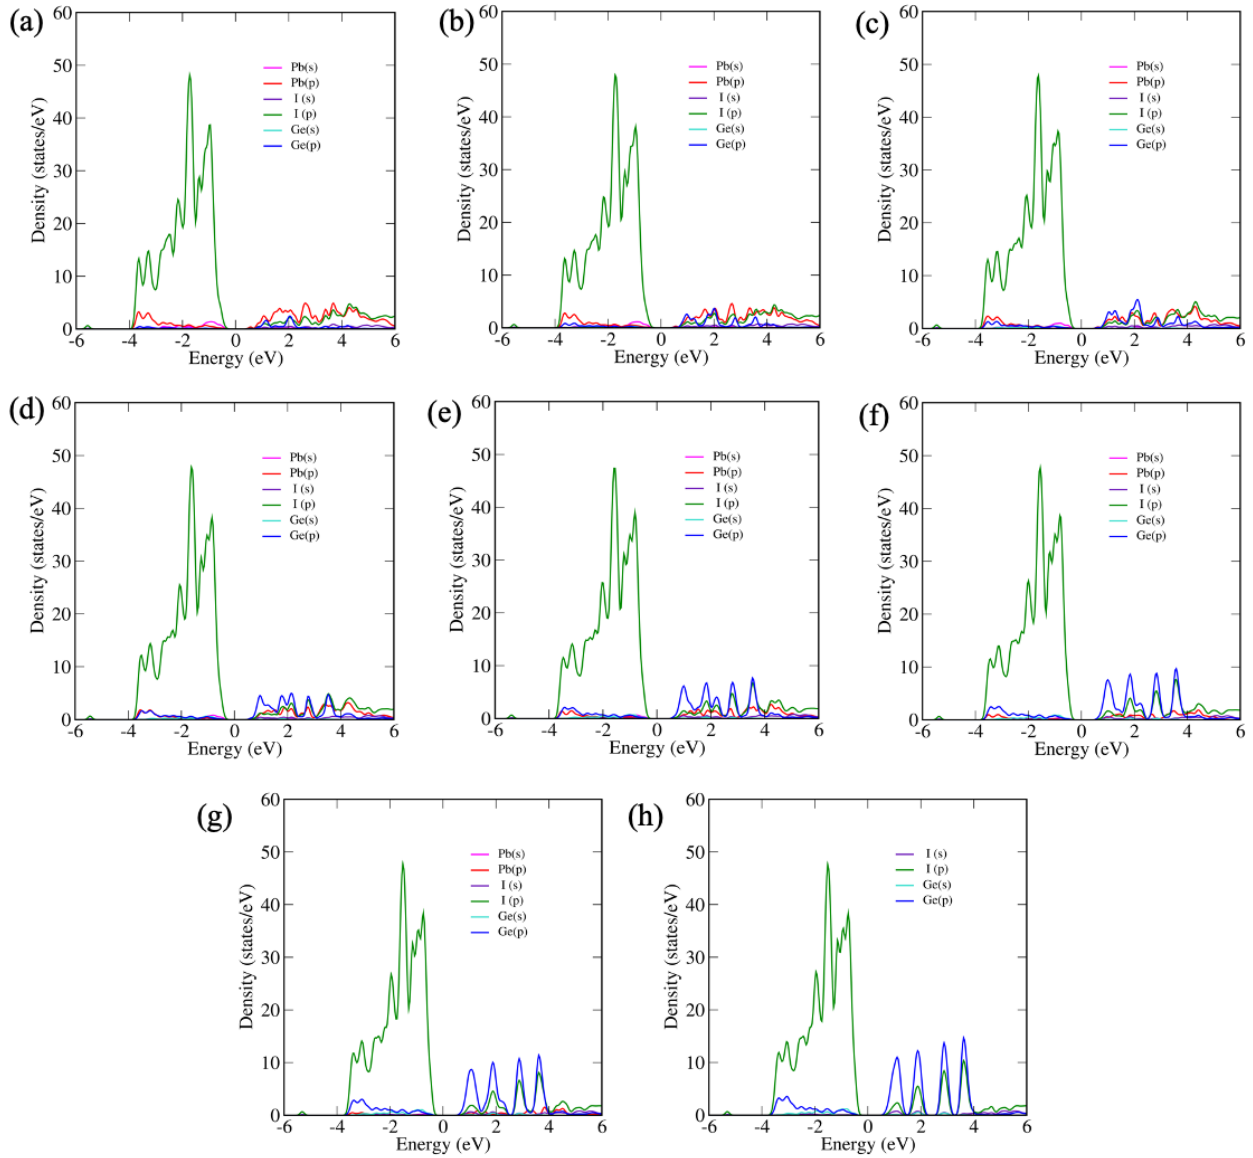 (a)
60
50
40
30
20
10
0
Density (states/eV)
Pb(s)
Pb(p)
I (s)
I (p)
Ge(s)
Ge(p)
-6 -4 -2 0 2 4 6
Energy (eV)
(b)
60
50
40
30
20
10
0
Density (states/eV)
Pb(s)
Pb(p)
I (s)
I (p)
Ge(s)
Ge(p)
-6 -4 -2 0 2 4 6
Energy (eV)
(c)
60
50
40
30
20
10
0
Density (states/eV)
Pb(s)
Pb(p)
I (s)
I (p)
Ge(s)
Ge(p)
-6 -4 -2 0 2 4 6
Energy (eV)
(d)
60
50
40
30
20
10
0
Density (states/eV)
Pb(s)
Pb(p)
I (s)
I (p)
Ge(s)
Ge(p)
-6 -4 -2 0 2 4 6
Energy (eV)
(e)
60
50
40
30
20
10
0
Density (states/eV)
Pb(s)
Pb(p)
I (s)
I (p)
Ge(s)
Ge(p)
-6 -4 -2 0 2 4 6
Energy (eV)
(f)
60
50
40
30
20
10
0
Density (states/eV)
Pb(s)
Pb(p)
I (s)
I (p)
Ge(s)
Ge(p)
-6 -4 -2 0 2 4 6
Energy (eV)
(g)
60
50
40
30
20
10
0
Density (states/eV)
Pb(s)
Pb(p)
I (s)
I (p)
Ge(s)
Ge(p)
-6 -4 -2 0 2 4 6
Energy (eV)
(h)
60
50
40
30
20
10
0
Density (states/eV)
I (s)
I (p)
Ge(s)
Ge(p)
-6 -4 -2 0 2 4 6
Energy (eV)